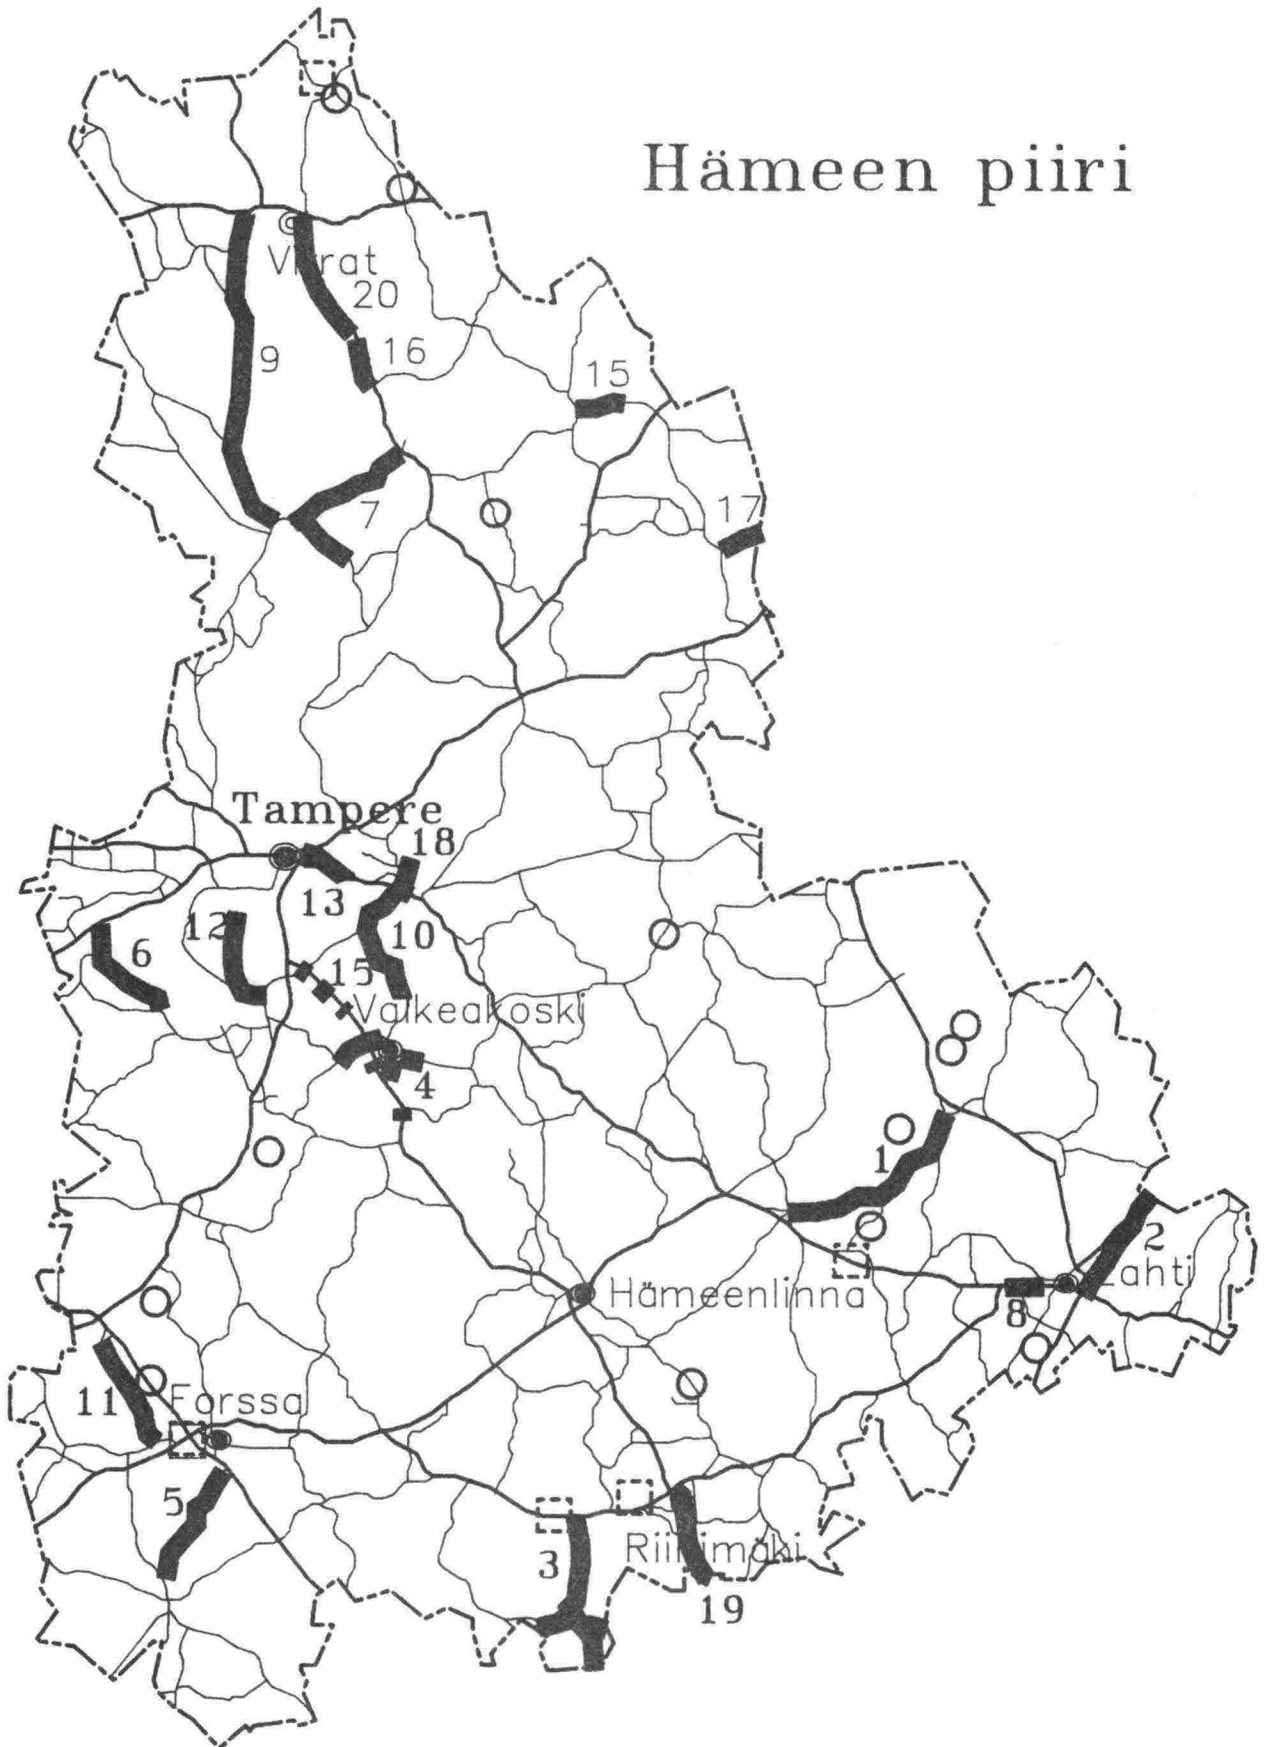 Hämeen piiri
Virrat
20
16
9
15
7
17
Tampere
18
13
12
10
6
15
Valkeakoski
4
1
2
Lahti
Hämeenlinna
8
11
Forssa
5
3
Riihimäki
19